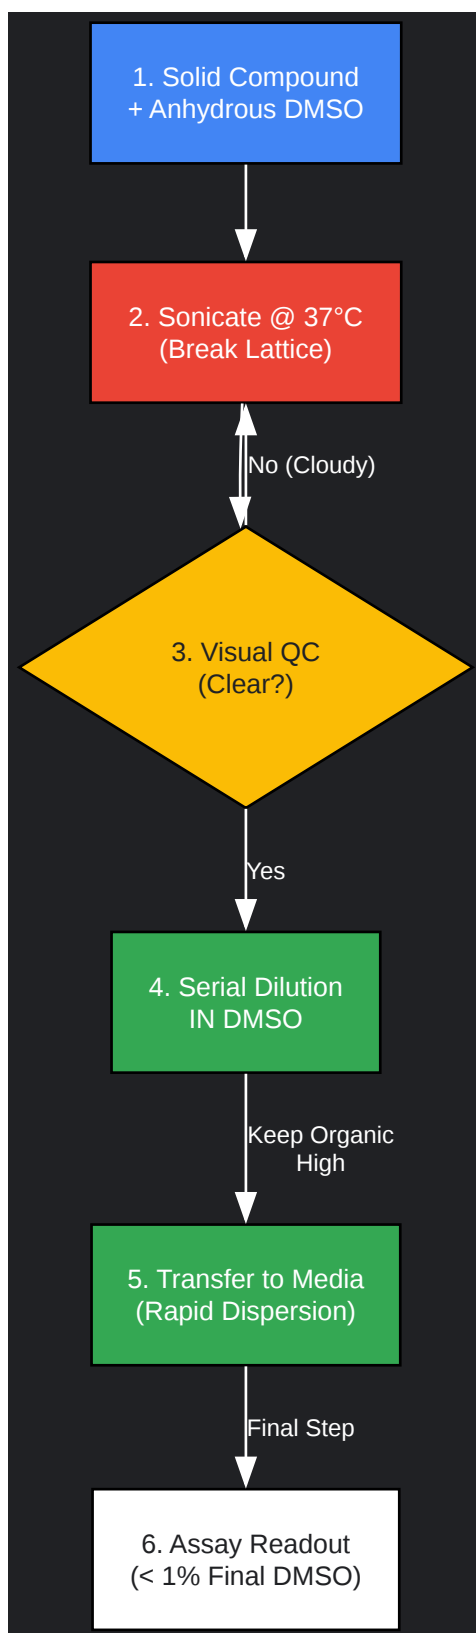 1. Solid Compound
+ Anhydrous DMSO
2. Sonicate @ 37°C
(Break Lattice)
No (Cloudy)
3. Visual QC
(Clear?)
Yes
4. Serial Dilution
IN DMSO
Keep Organic
High
5. Transfer to Media
(Rapid Dispersion)
Final Step
6. Assay Readout
(< 1% Final DMSO)